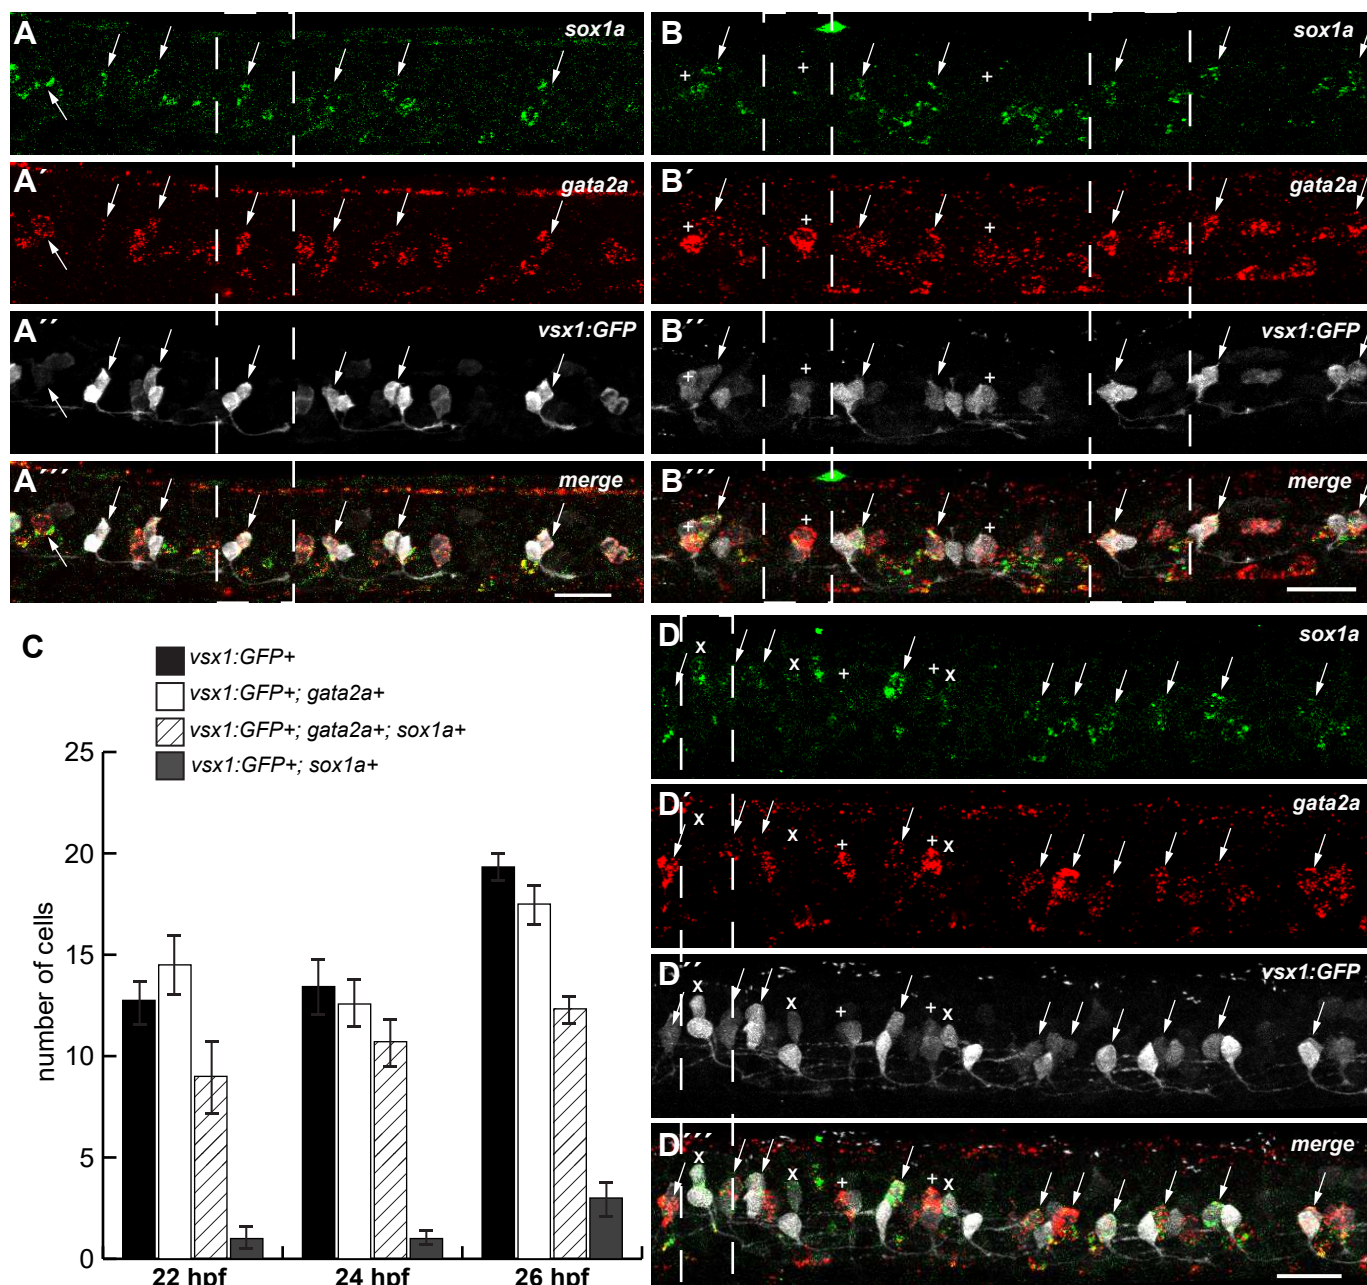 A sox1a
B sox1a
A´ gata2a
B´ gata2a
A´´ vsx1:GFP
B´´ vsx1:GFP
A´´´ merge
B´´´ merge
+ + +
+ + +
+ + +
+ + +
C
vsx1:GFP+
vsx1:GFP+; gata2a+
vsx1:GFP+; gata2a+; sox1a+
vsx1:GFP+; sox1a+
number of cells
25
20
15
10
5
0
22 hpf 24 hpf 26 hpf
D sox1a
x x + + x
D´ gata2a
x x + + x
D´´ vsx1:GFP
x x + + x
D´´´ merge
x x + + x